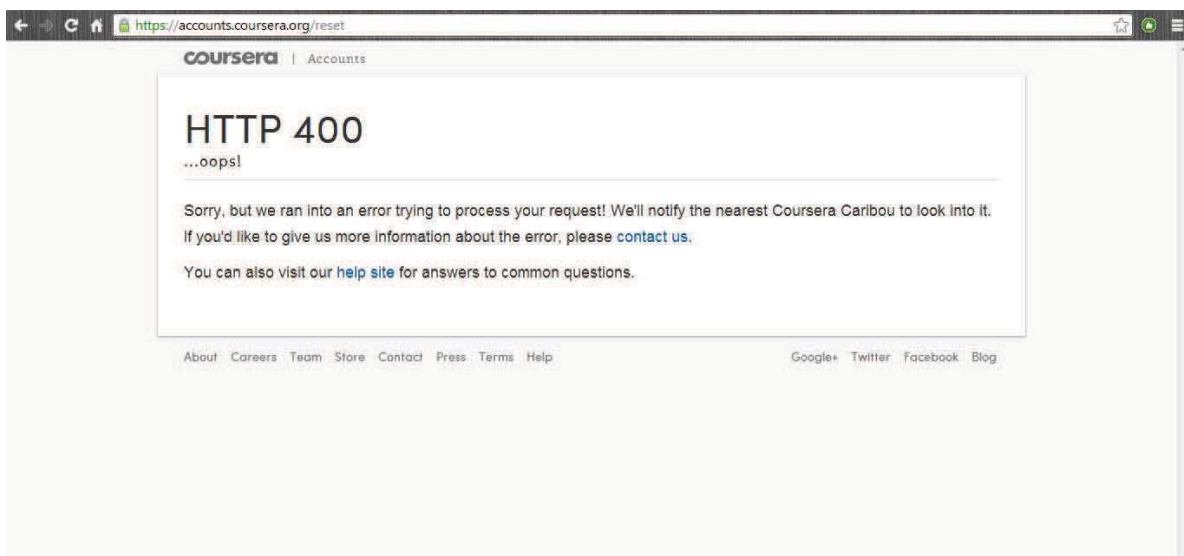 https://accounts.coursera.org/reset
coursera | Accounts
HTTP 400
...oops!
Sorry, but we ran into an error trying to process your request! We'll notify the nearest Coursera Caribou to look into it.
If you'd like to give us more information about the error, please contact us.
You can also visit our help site for answers to common questions.
About Careers Team Store Contact Press Terms Help Google+ Twitter Facebook Blog